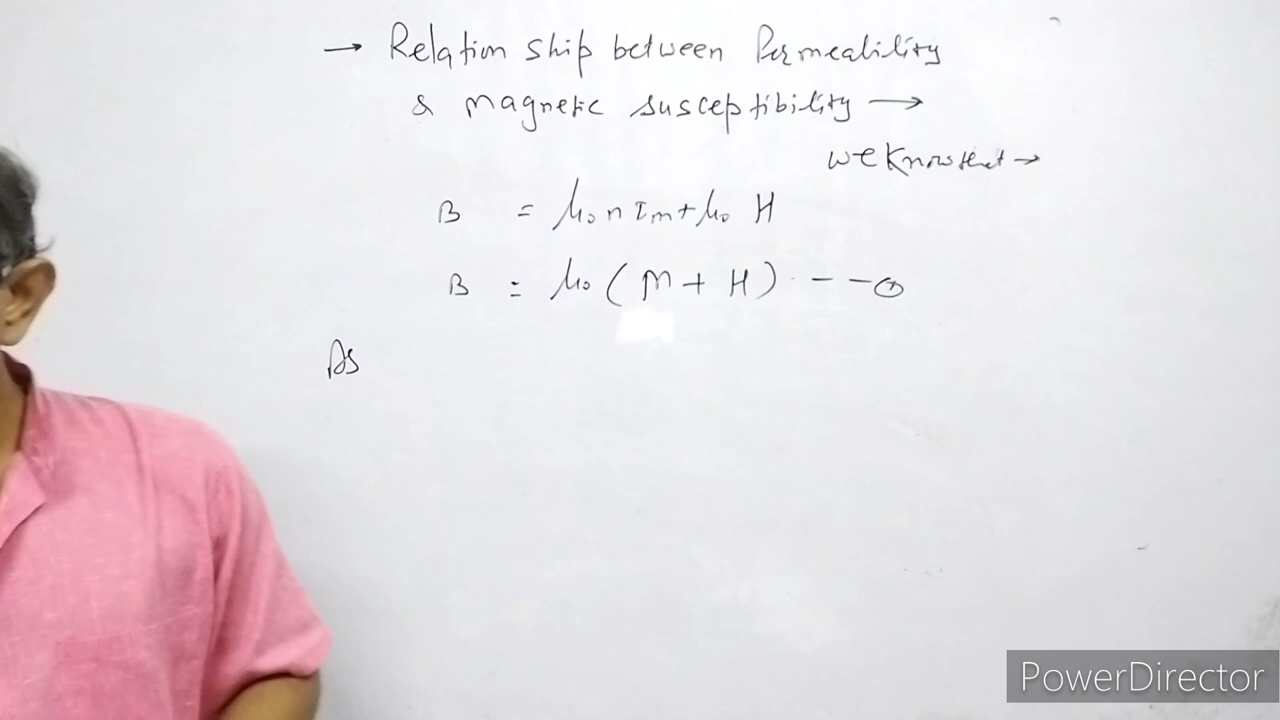 → Relation ship between Permeability
& magnetic susceptibility →
we know that →
B = μ₀ n Im + μ₀ H
B = μ₀ (M + H) - - - ①
As
PowerDirector